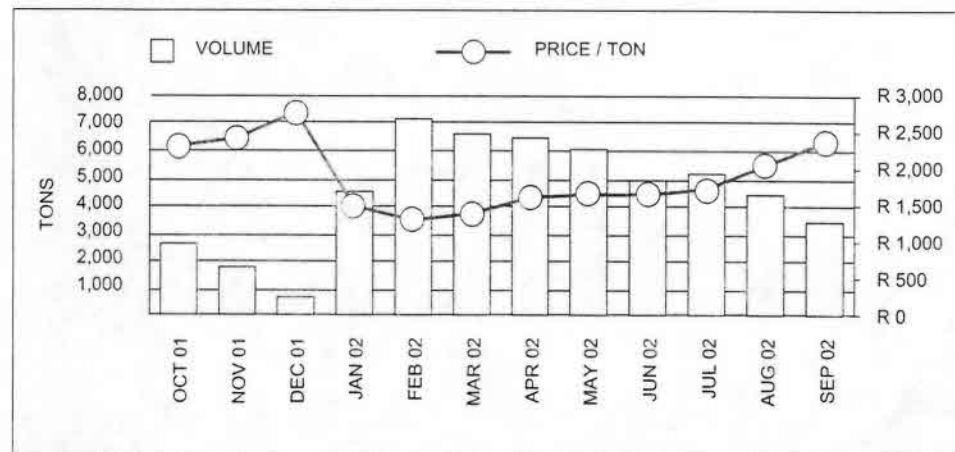 VOLUME
PRICE / TON
8,000
7,000
6,000
5,000
4,000
3,000
2,000
1,000
TONS
R 3,000
R 2,500
R 2,000
R 1,500
R 1,000
R 500
R 0
OCT 01
NOV 01
DEC 01
JAN 02
FEB 02
MAR 02
APR 02
MAY 02
JUN 02
JUL 02
AUG 02
SEP 02